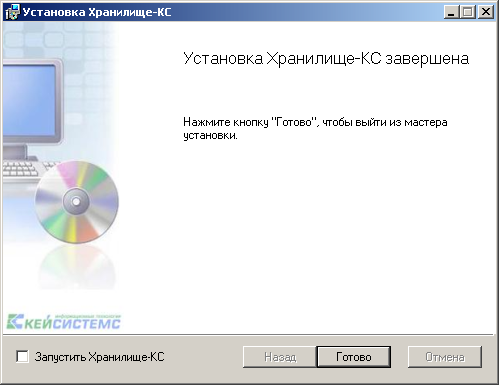 Установка Хранилище-КС
Установка Хранилище-КС завершена
Нажмите кнопку "Готово", чтобы выйти из мастера
установки.
информационные технологии
КЕЙСИСТЕМС
Запустить Хранилище-КС
Назад
Готово
Отмена